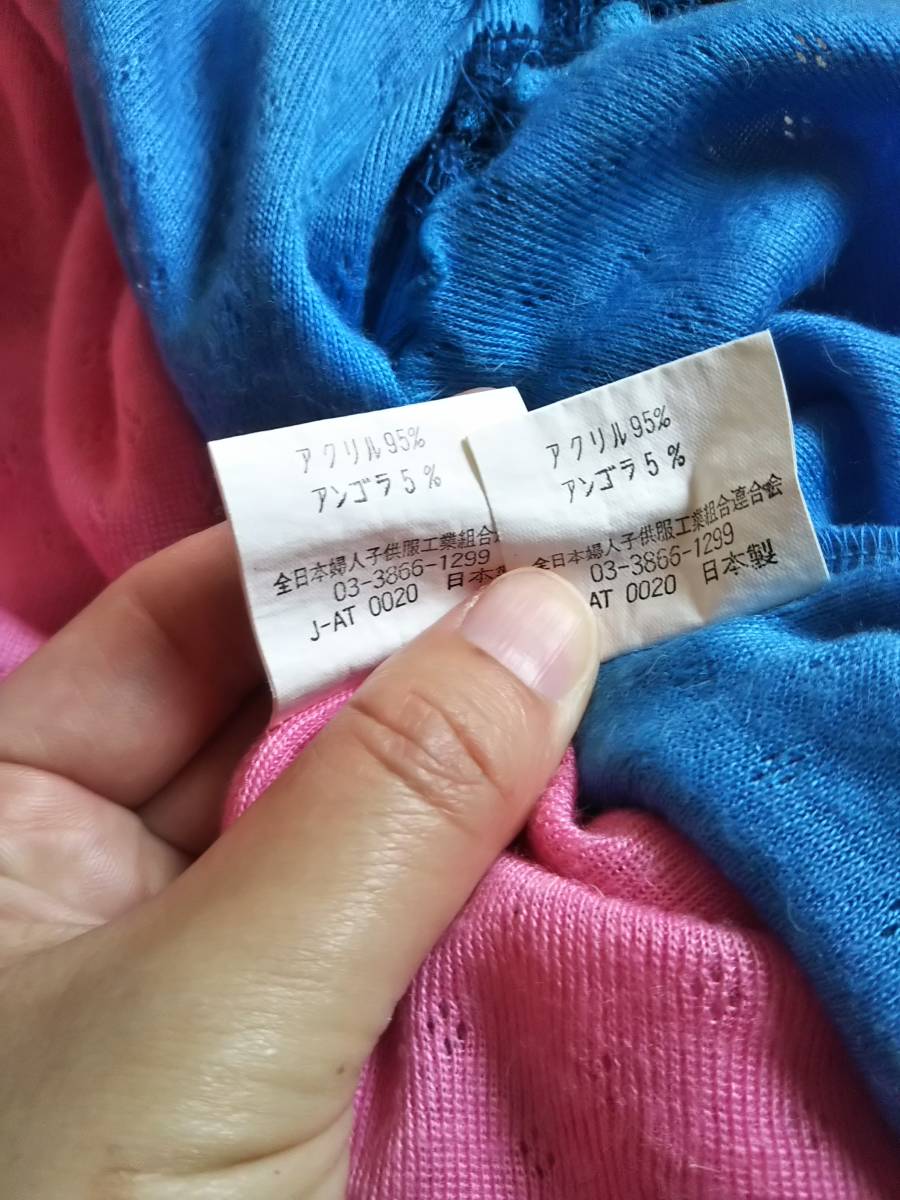 アクリル95%
アンゴラ5%
全日本婦人子供服工業組合
03-3866-1299
J-AT 0020 日本製
アクリル95%
アンゴラ5%
全日本婦人子供服工業組合連合会
03-3866-1299
AT 0020 日本製